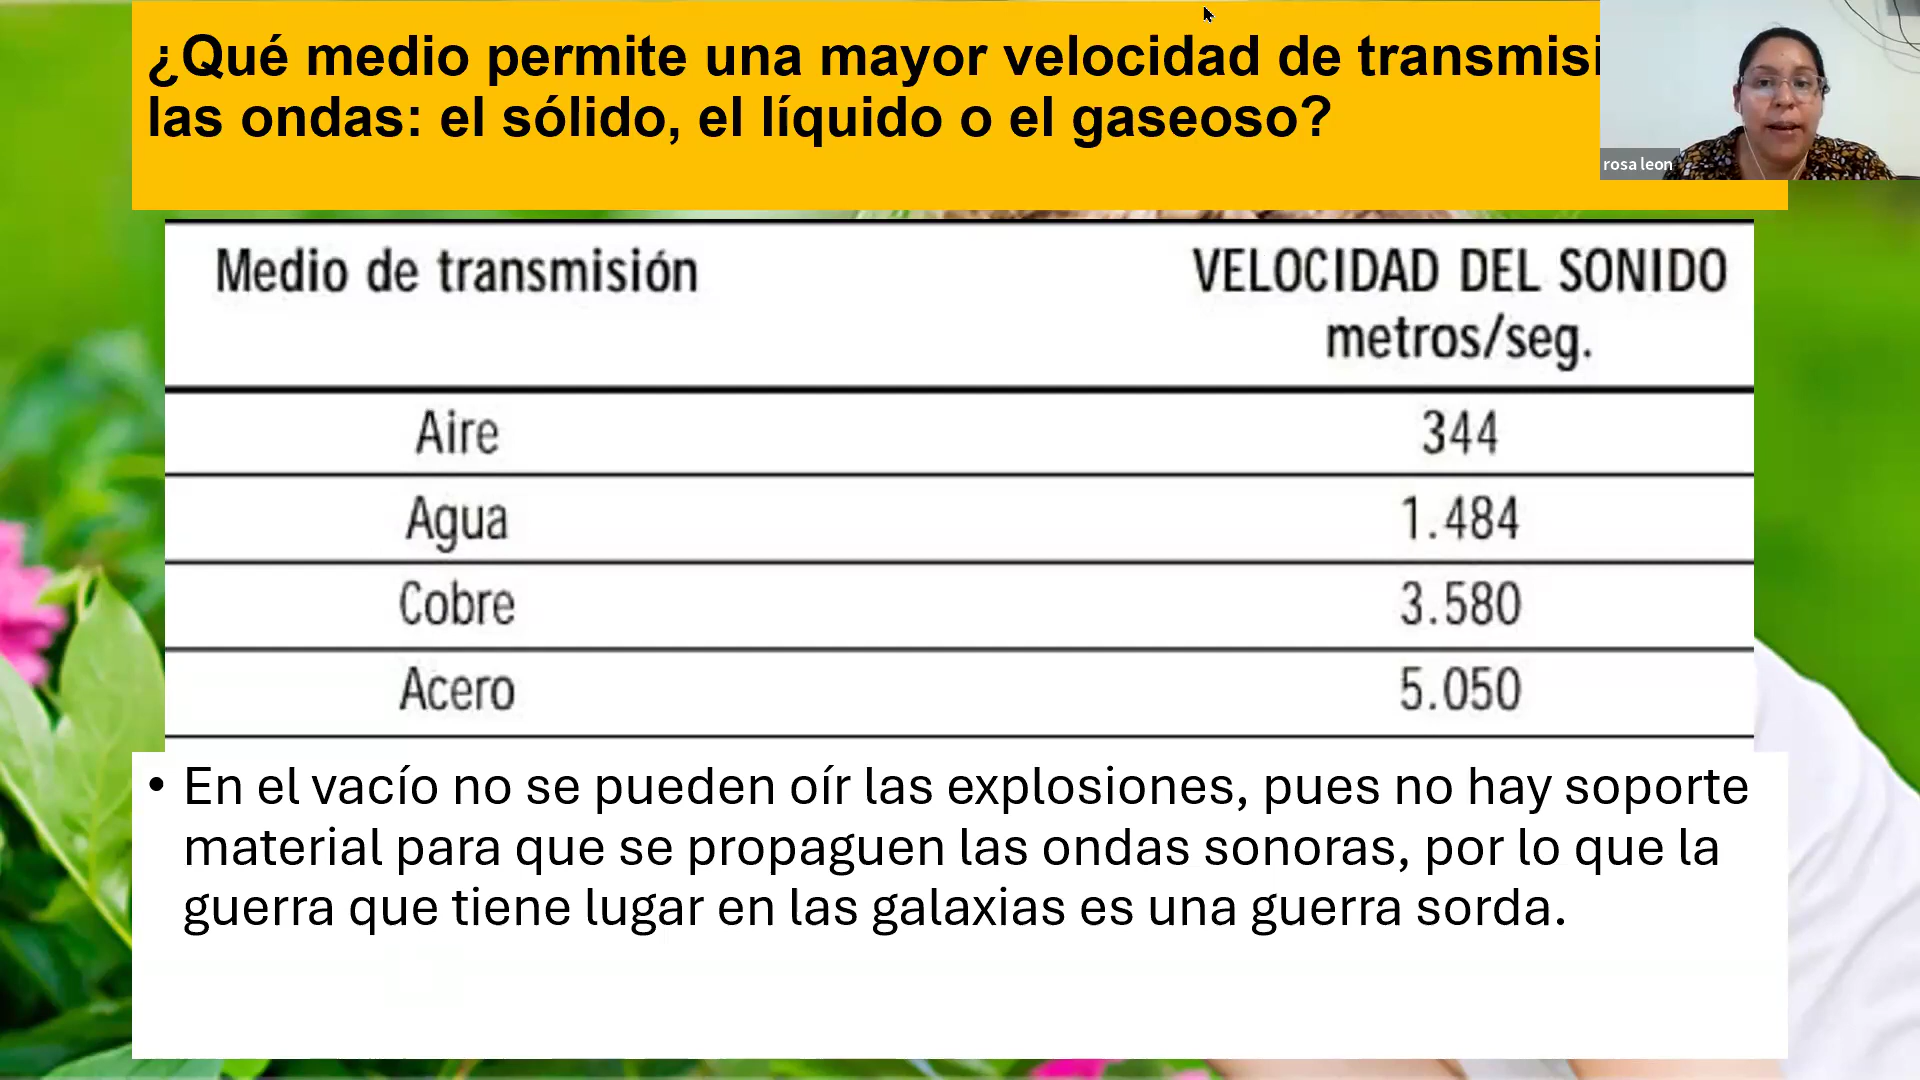 ¿Qué medio permite una mayor velocidad de
las ondas: el sólido, el líquido o el gaseoso?
rosa leon
Medio de transmisión VELOCIDAD DEL SONIDO
metros/seg.
Aire 344
Agua 1.484
Cobre 3.580
Acero 5.050
• En el vacío no se pueden oír las explosiones, pues no hay soporte
material para que se propaguen las ondas sonoras, por lo que la
guerra que tiene lugar en las galaxias es una guerra sorda.